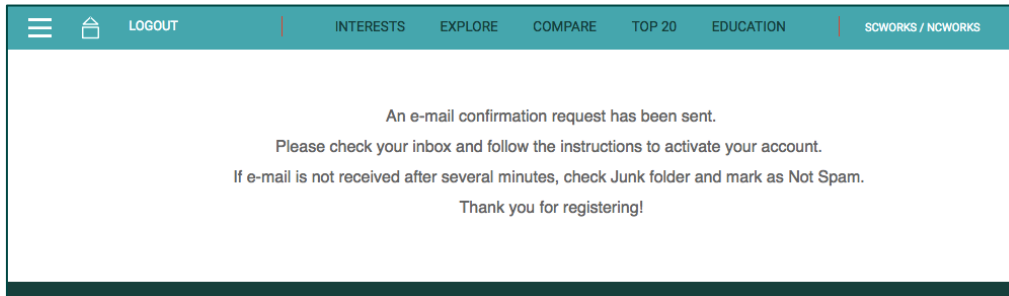 LOGOUT INTERESTS EXPLORE COMPARE TOP 20 EDUCATION SCWORKS / NCWORKS
An e-mail confirmation request has been sent.
Please check your inbox and follow the instructions to activate your account.
If e-mail is not received after several minutes, check Junk folder and mark as Not Spam.
Thank you for registering!